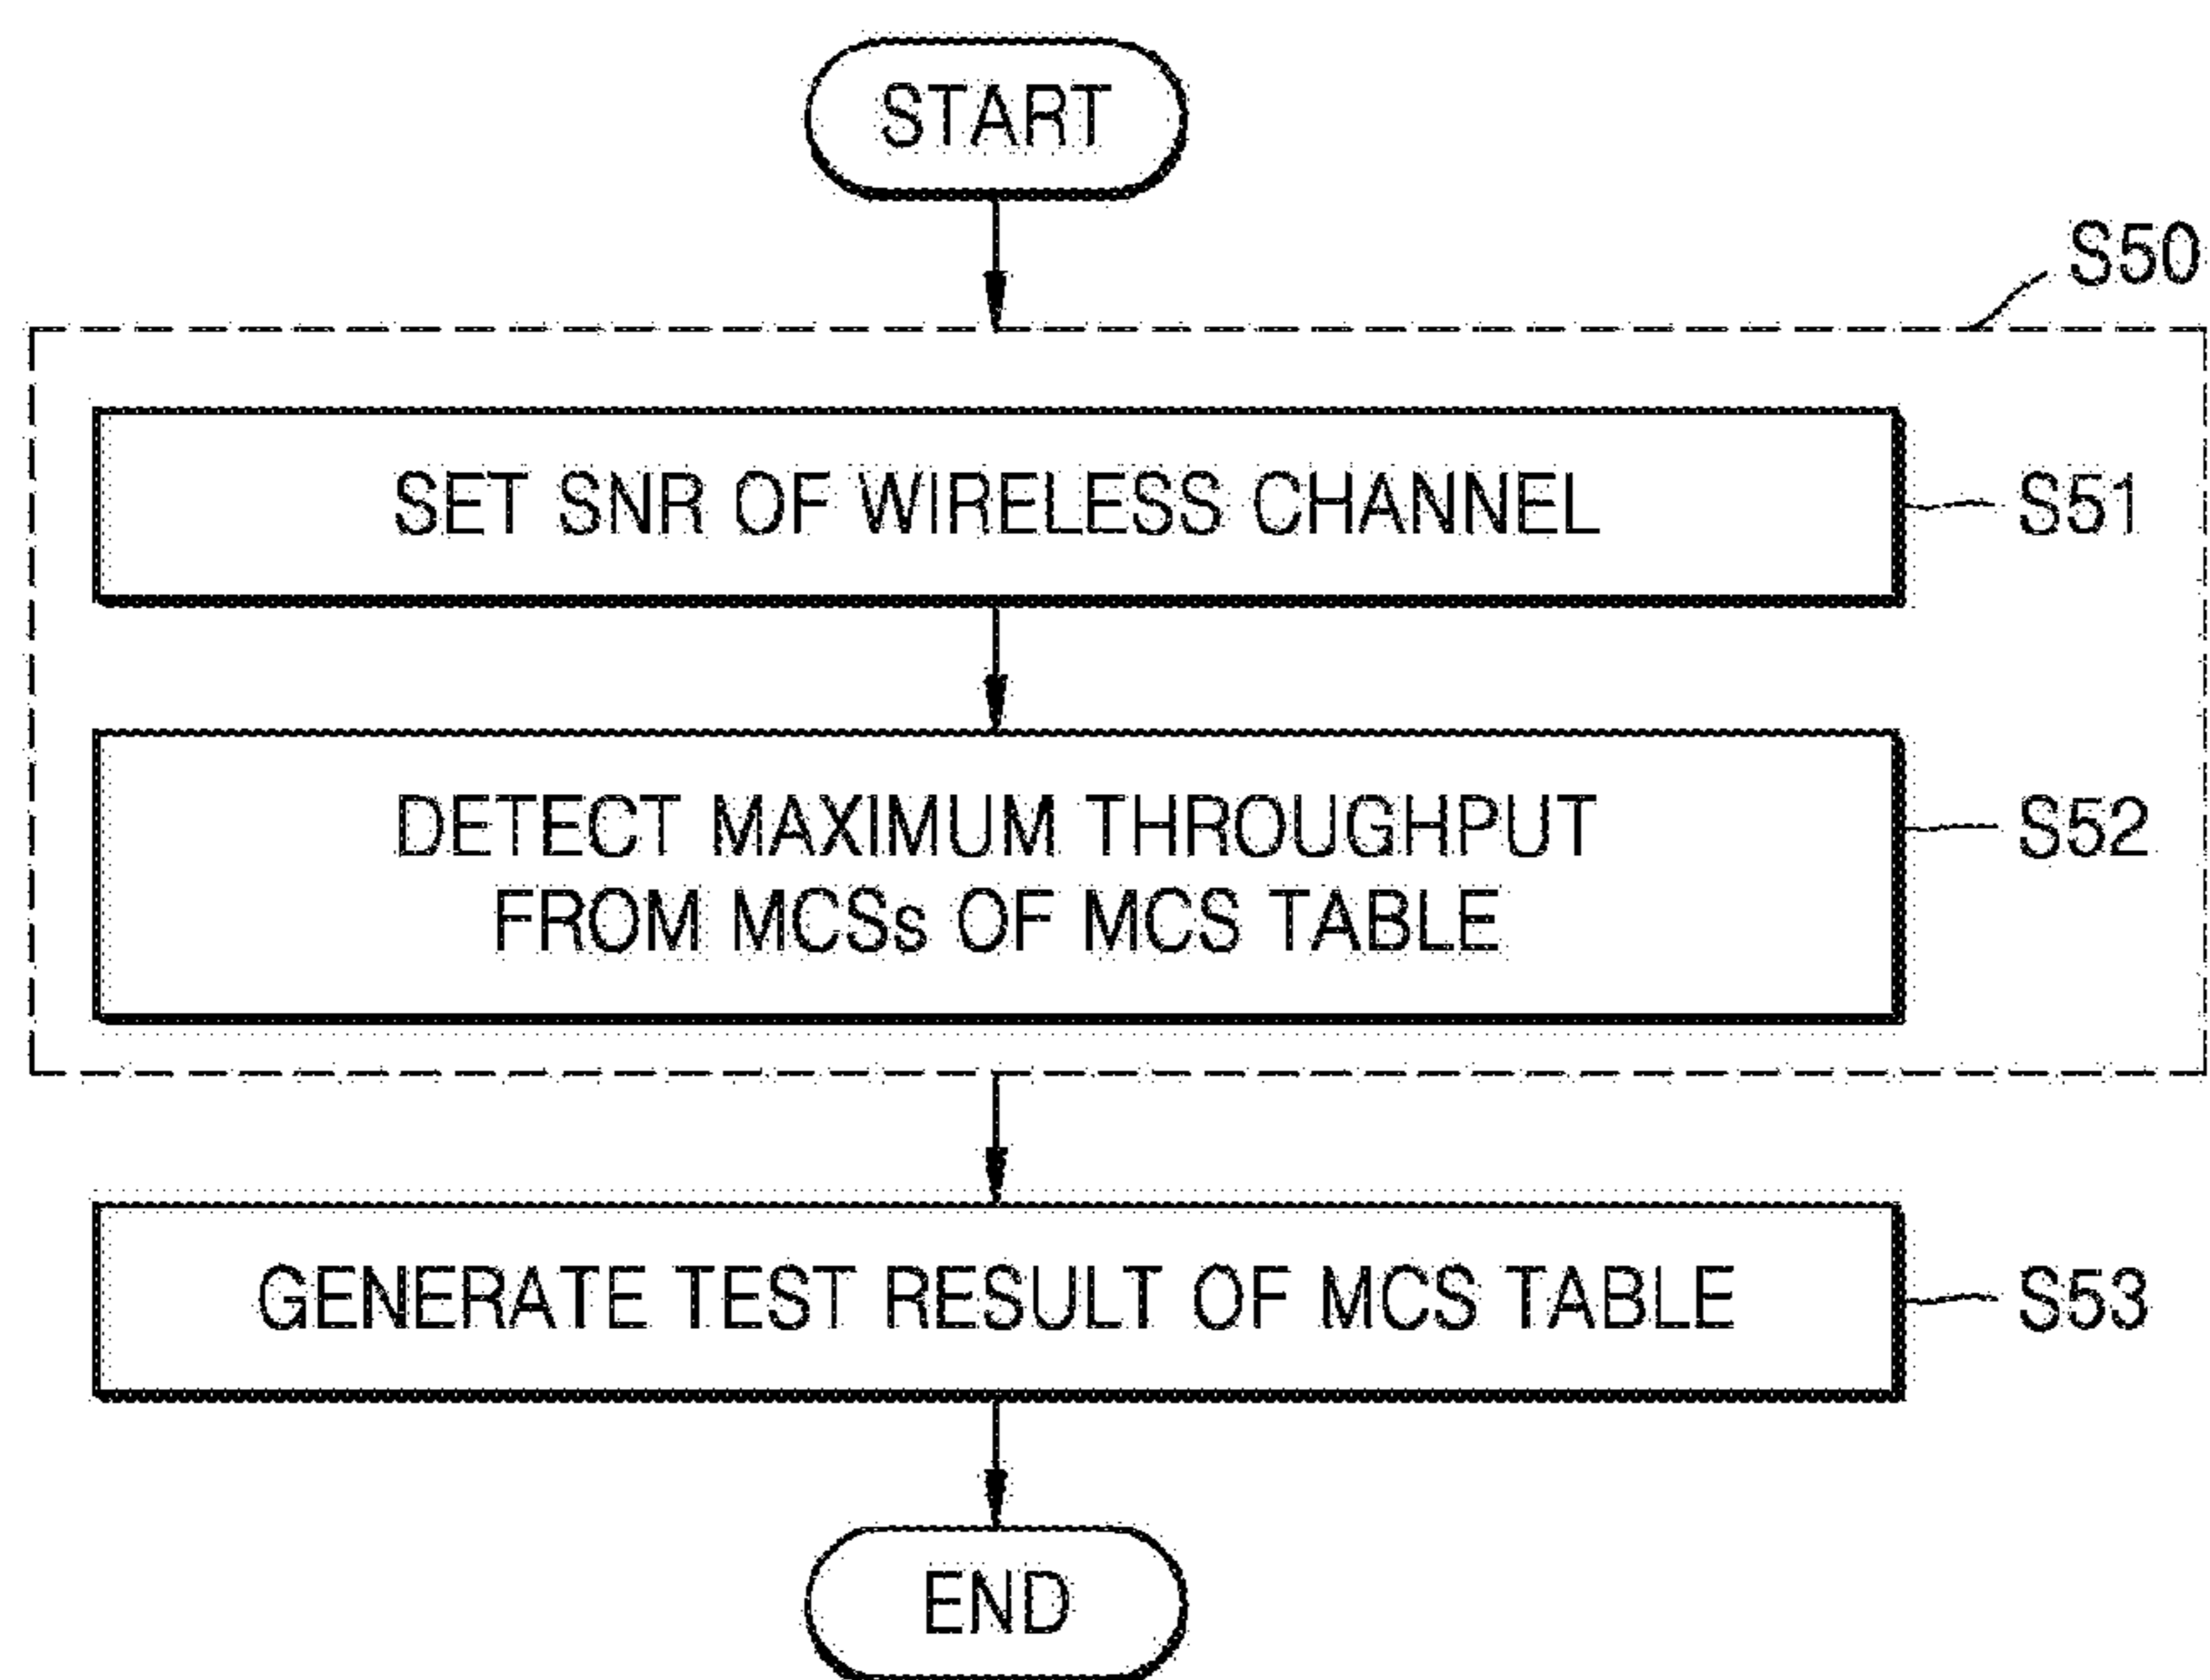 START
S50
SET SNR OF WIRELESS CHANNEL
S51
DETECT MAXIMUM THROUGHPUT
FROM MCSs OF MCS TABLE
S52
GENERATE TEST RESULT OF MCS TABLE
S53
END